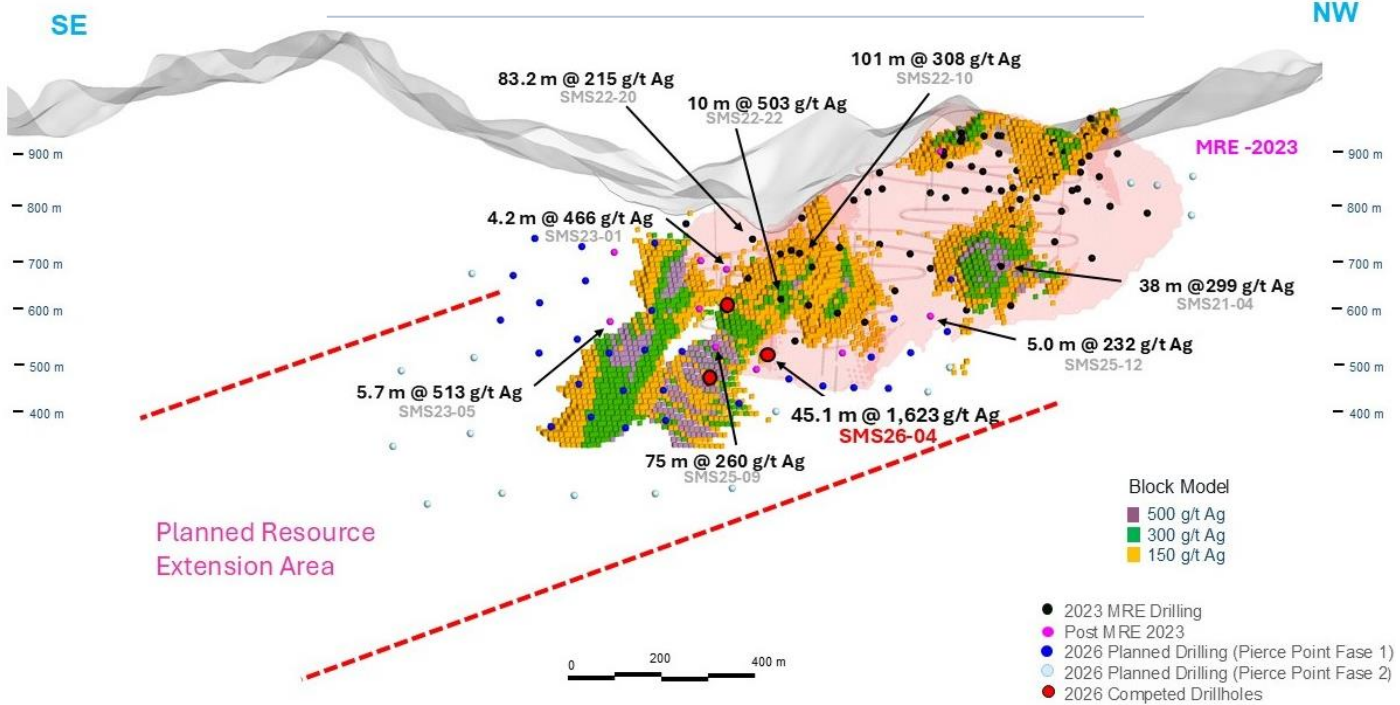 SE
NW
101 m @ 308 g/t Ag
SMS22-10
83.2 m @ 215 g/t Ag
SMS22-20
10 m @ 503 g/t Ag
SMS22-22
MRE -2023
900 m
900 m
800 m
800 m
4.2 m @ 466 g/t Ag
SMS23-01
700 m
700 m
38 m @299 g/t Ag
SMS21-04
600 m
600 m
5.0 m @ 232 g/t Ag
SMS25-12
500 m
500 m
5.7 m @ 513 g/t Ag
SMS23-05
400 m
400 m
45.1 m @ 1,623 g/t Ag
SMS26-04
75 m @ 260 g/t Ag
SMS25-09
Planned Resource
Extension Area
Block Model
500 g/t Ag
300 g/t Ag
150 g/t Ag
2023 MRE Drilling
Post MRE 2023
2026 Planned Drilling (Pierce Point Fase 1)
2026 Planned Drilling (Pierce Point Fase 2)
2026 Competed Drillholes
0 200 400 m